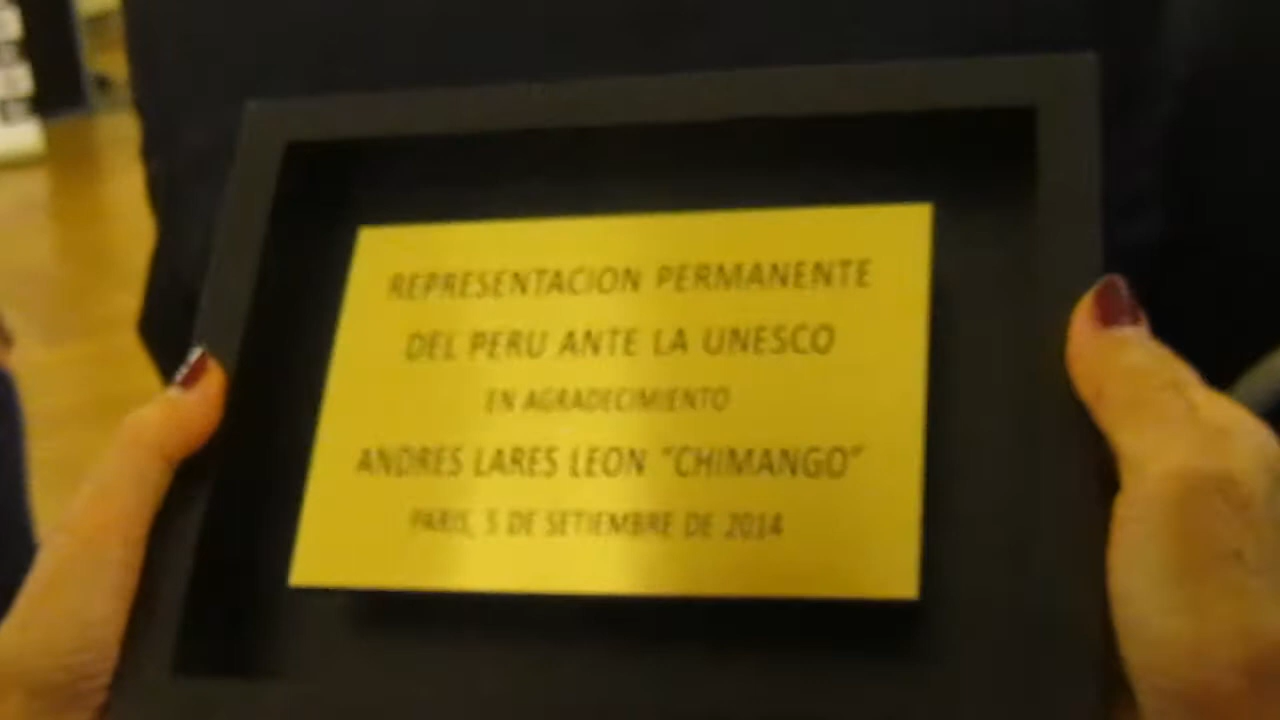 REPRESENTACION PERMANENTE
DEL PERU ANTE LA UNESCO
EN AGRADECIMIENTO
ANDRES LARES LEON "CHIMANGO"
PARIS, 5 DE SETIEMBRE DE 2014